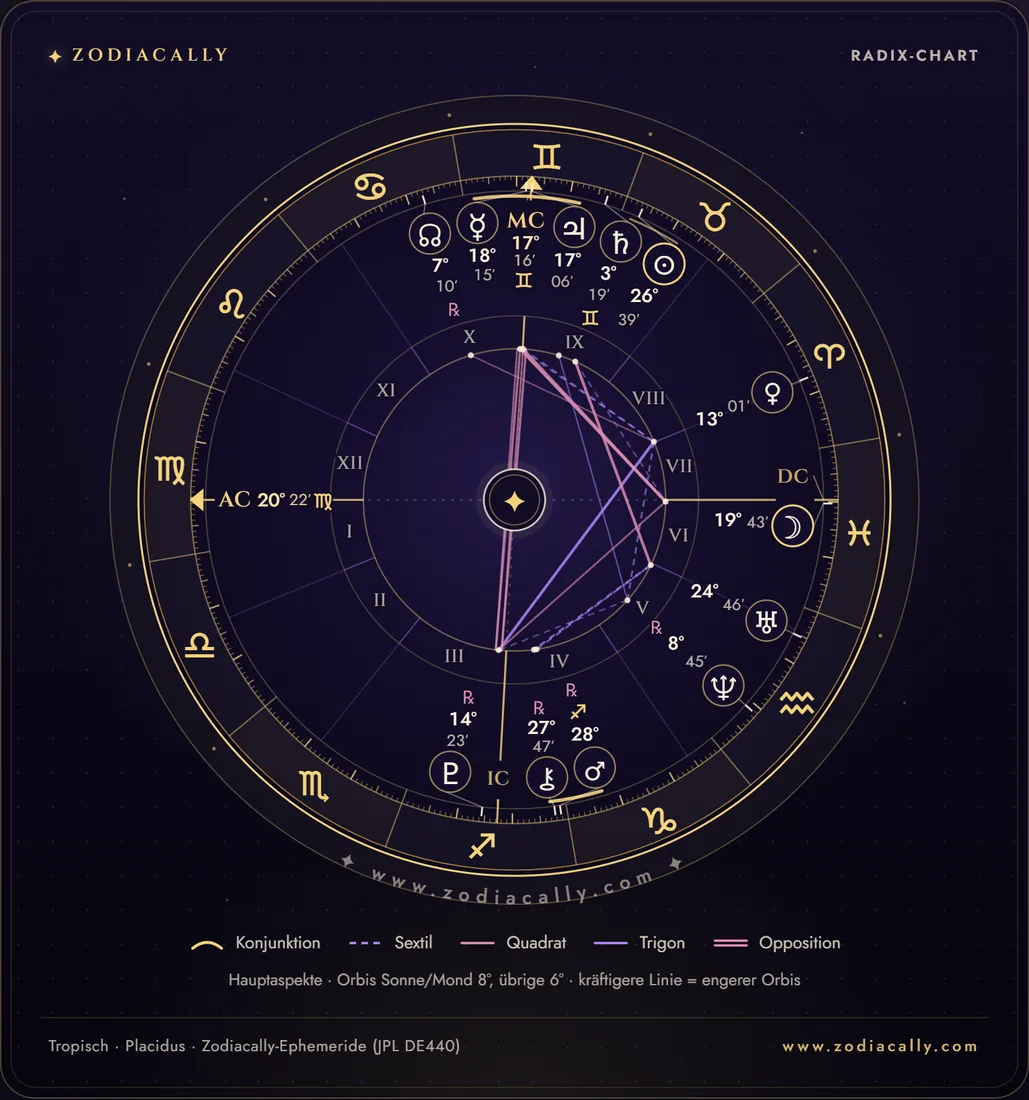 ZODIACALLY
RADIX-CHART
MC
17° 16′ ♊
☊ 7° 10′ ℞
☿ 18° 15′
♃ 17° 06′
♄ 3° 19′ ♊
☉ 26° 39′
♀ 13° 01′
DC
☽ 19° 43′
♅ 24° 46′
♆ 8° 45′ ℞
♂ 28° ♐ ℞
⚷ 27° 47′ ℞
IC
♇ 14° 23′ ℞
AC 20° 22′ ♍
X
IX
XI
VIII
XII
VII
I
VI
II
V
III
IV
♊
♉
♈
♓
♒
♑
♐
♏
♎
♍
♌
♋
www.zodiacally.com
Konjunktion
Sextil
Quadrat
Trigon
Opposition
Hauptaspekte · Orbis Sonne/Mond 8°, übrige 6° · kräftigere Linie = engerer Orbis
Tropisch · Placidus · Zodiacally-Ephemeride (JPL DE440)
www.zodiacally.com